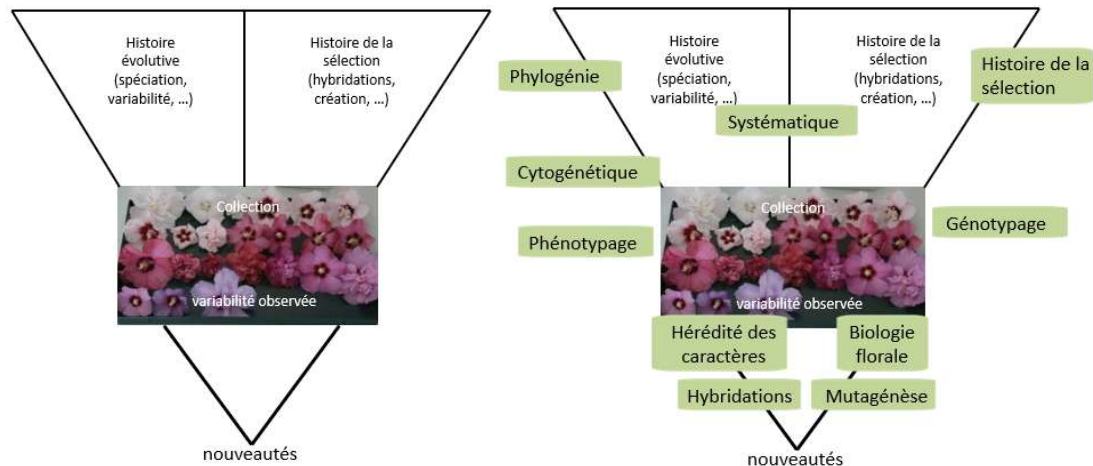 Histoire
évolutive
(spéciation,
variabilité, …)
Histoire de la
sélection
(hybridations,
création, …)
Collection
variabilité observée
nouveautés
Histoire
évolutive
(spéciation,
variabilité, …)
Histoire de la
sélection
(hybridations,
création, …)
Phylogénie
Histoire de la
sélection
Systématique
Cytogénétique
Collection
Phénotypage
Génotypage
variabilité observée
Hérédité des
caractères
Biologie
florale
Hybridations
Mutagénèse
nouveautés